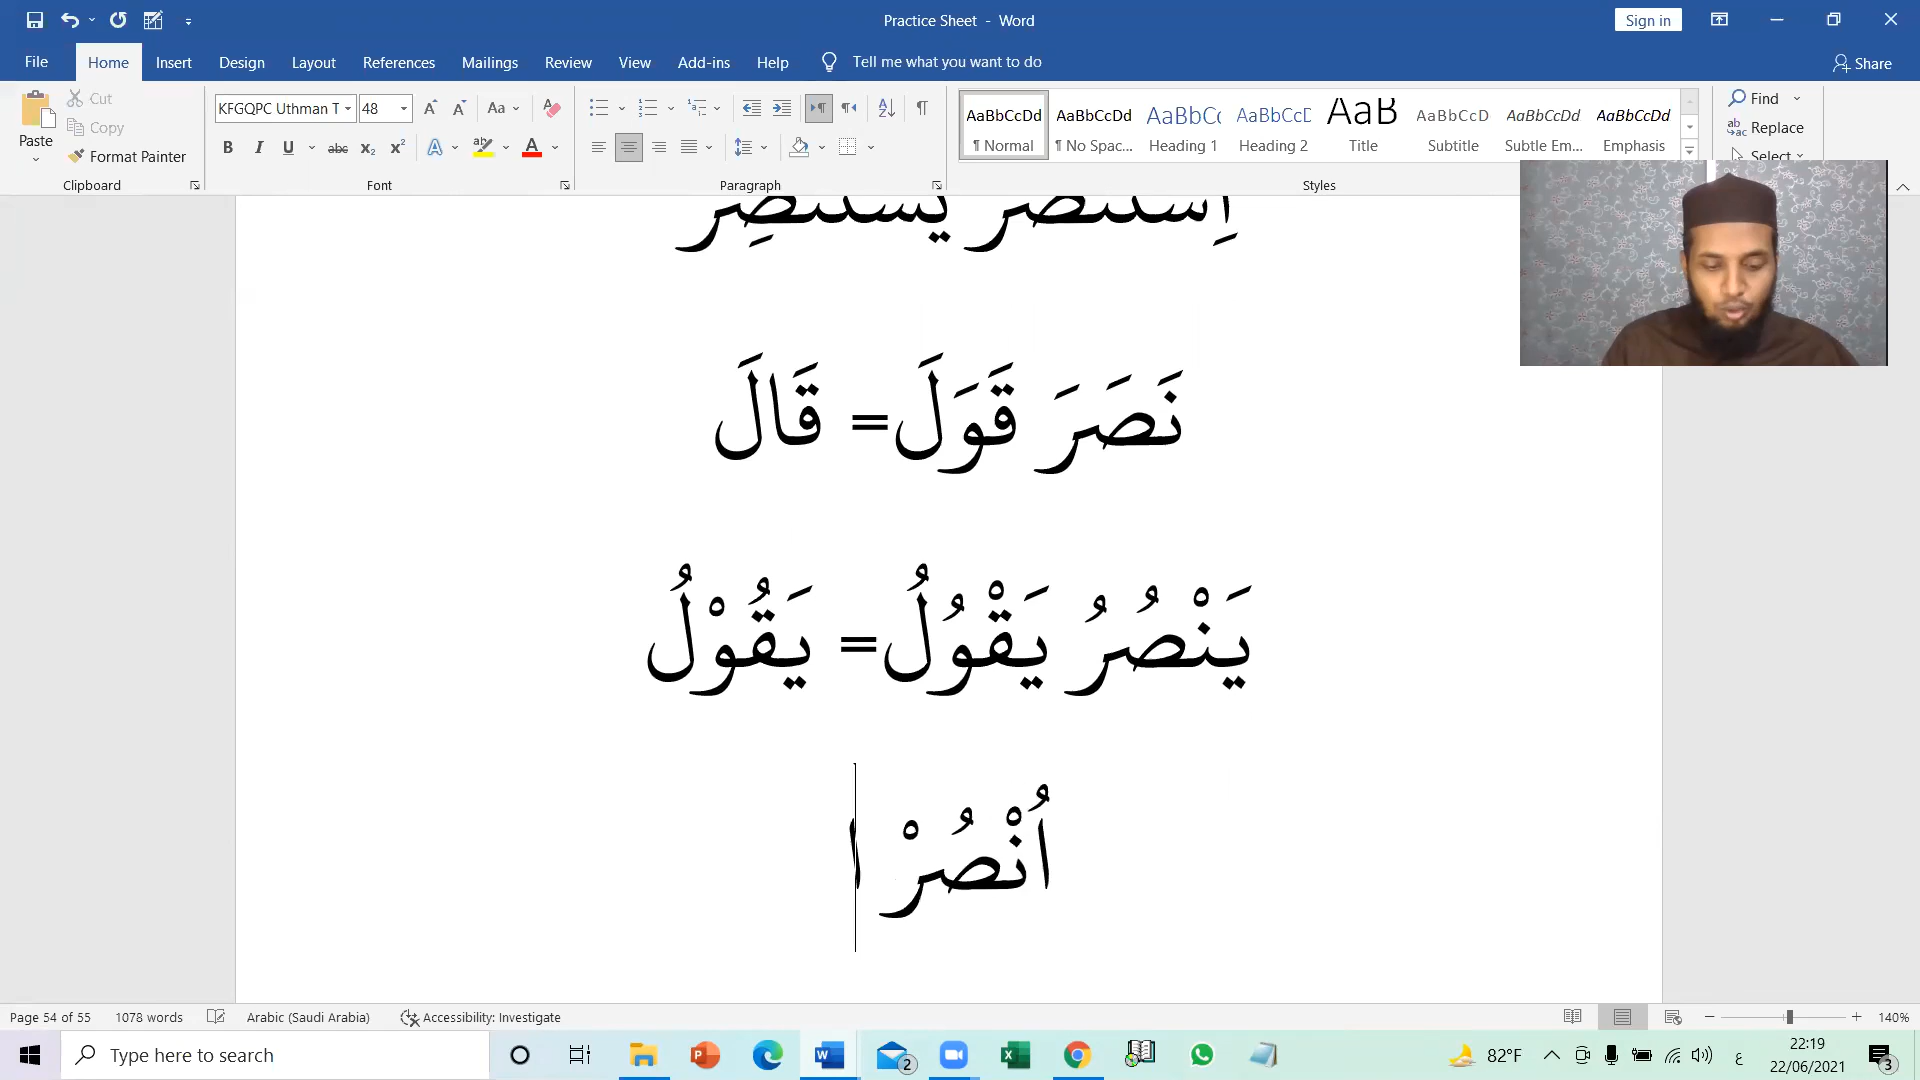 Practice Sheet - Word
Sign in
File Home Insert Design Layout References Mailings Review View Add-ins Help Tell me what you want to do Share
Paste
Cut
Copy
Format Painter
Clipboard
KFGQPC Uthman T 48
Font
Paragraph
AaBbCcDd ¶ Normal
AaBbCcDd ¶ No Spac...
AaBbCc Heading 1
AaBbCcD Heading 2
AaB Title
AaBbCcD Subtitle
AaBbCcDd Subtle Em...
AaBbCcDd Emphasis
Styles
Find
Replace
Select
اِسْتَنْصَرَ يَسْتَنْصِرُ
نَصَرَ قَوَلَ= قَالَ
يَنْصُرُ يَقْوُلُ= يَقُوْلُ
اُنْصُرْ ا
Page 54 of 55 1078 words Arabic (Saudi Arabia) Accessibility: Investigate 140%
Type here to search
2
82°F
ع
22:19
22/06/2021
3